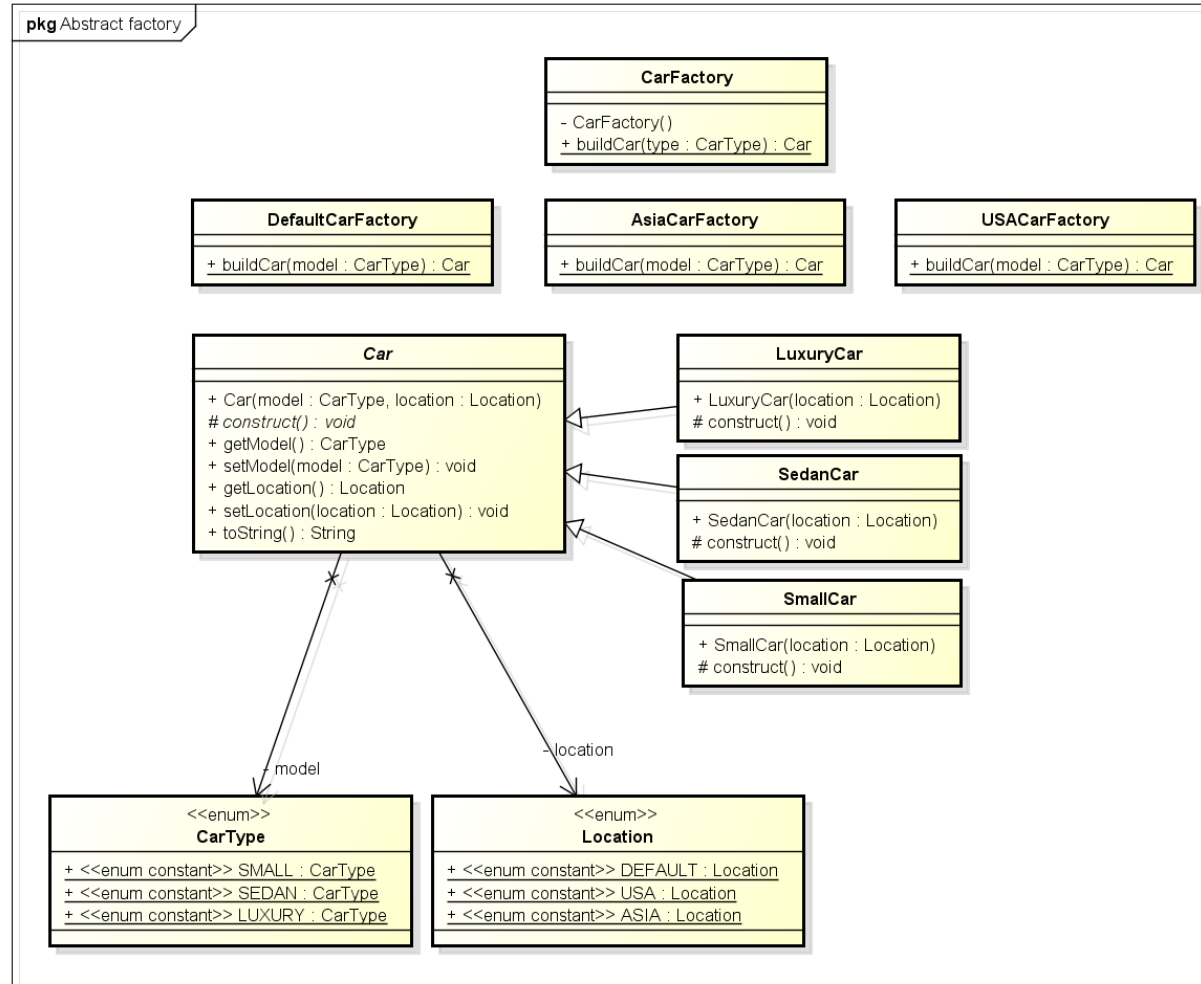 pkg Abstract factory
CarFactory
- CarFactory()
+ buildCar(type : CarType) : Car
DefaultCarFactory
+ buildCar(model : CarType) : Car
AsiaCarFactory
+ buildCar(model : CarType) : Car
USACarFactory
+ buildCar(model : CarType) : Car
Car
+ Car(model : CarType, location : Location)
# construct() : void
+ getModel() : CarType
+ setModel(model : CarType) : void
+ getLocation() : Location
+ setLocation(location : Location) : void
+ toString() : String
LuxuryCar
+ LuxuryCar(location : Location)
# construct() : void
SedanCar
+ SedanCar(location : Location)
# construct() : void
SmallCar
+ SmallCar(location : Location)
# construct() : void
- model
- location
<<enum>>
CarType
+ <<enum constant>> SMALL : CarType
+ <<enum constant>> SEDAN : CarType
+ <<enum constant>> LUXURY : CarType
<<enum>>
Location
+ <<enum constant>> DEFAULT : Location
+ <<enum constant>> USA : Location
+ <<enum constant>> ASIA : Location